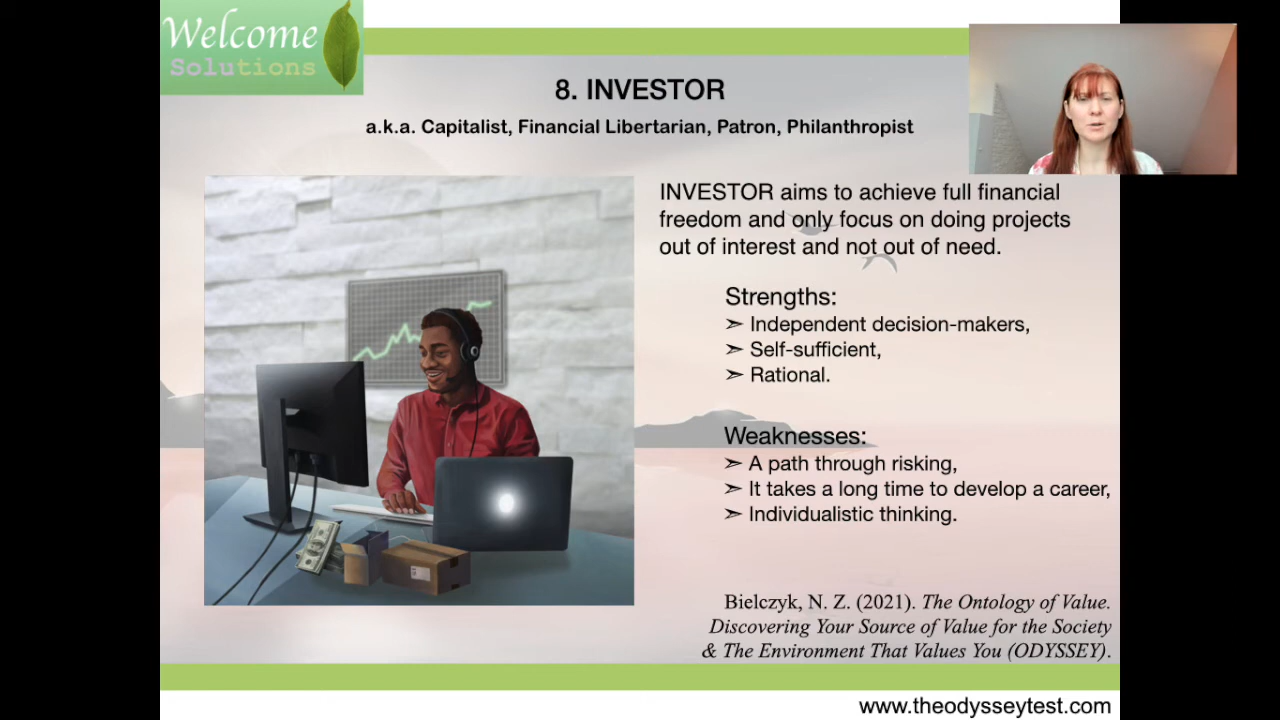 Welcome
Solutions
8. INVESTOR
a.k.a. Capitalist, Financial Libertarian, Patron, Philanthropist
INVESTOR aims to achieve full financial
freedom and only focus on doing projects
out of interest and not out of need.
Strengths:
➣ Independent decision-makers,
➣ Self-sufficient,
➣ Rational.
Weaknesses:
➣ A path through risking,
➣ It takes a long time to develop a career,
➣ Individualistic thinking.
Bielczyk, N. Z. (2021). The Ontology of Value.
Discovering Your Source of Value for the Society
& The Environment That Values You (ODYSSEY).
www.theodysseytest.com